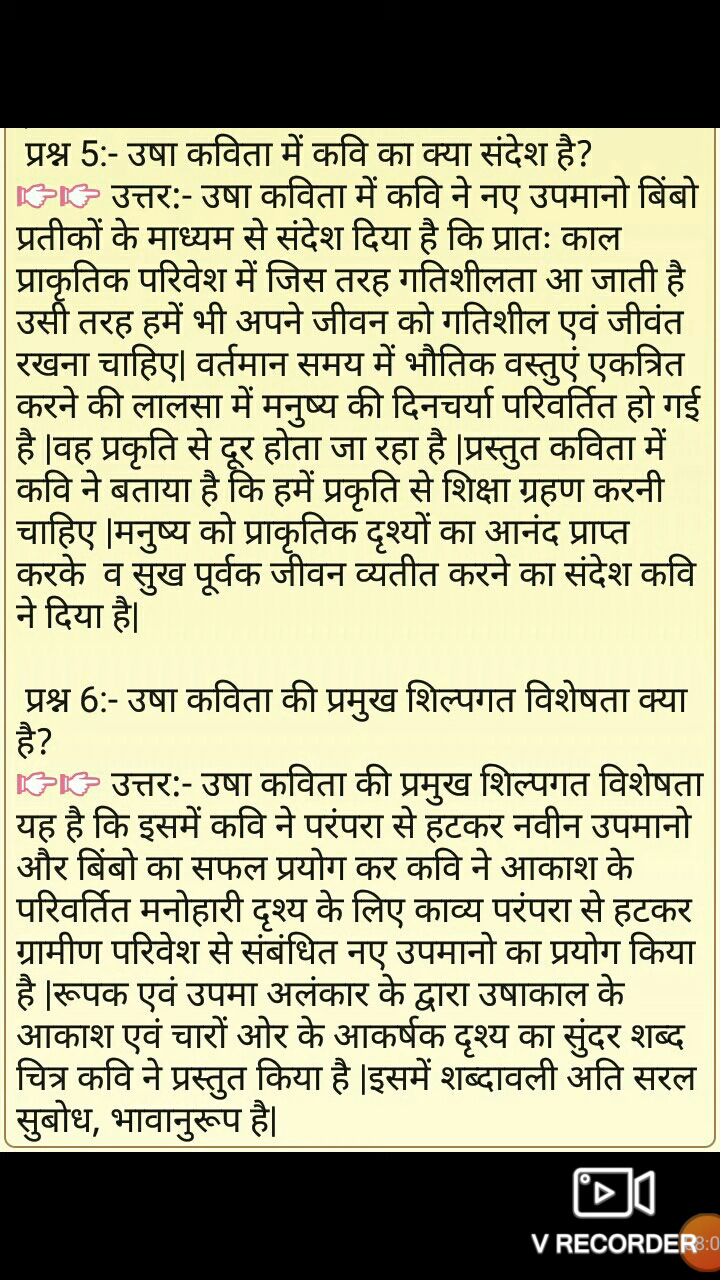 प्रश्न 5:- उषा कविता में कवि का क्या संदेश है?
उत्तर:- उषा कविता में कवि ने नए उपमानो बिंबो
प्रतीकों के माध्यम से संदेश दिया है कि प्रातः काल
प्राकृतिक परिवेश में जिस तरह गतिशीलता आ जाती है
उसी तरह हमें भी अपने जीवन को गतिशील एवं जीवंत
रखना चाहिए| वर्तमान समय में भौतिक वस्तुएं एकत्रित
करने की लालसा में मनुष्य की दिनचर्या परिवर्तित हो गई
है |वह प्रकृति से दूर होता जा रहा है |प्रस्तुत कविता में
कवि ने बताया है कि हमें प्रकृति से शिक्षा ग्रहण करनी
चाहिए |मनुष्य को प्राकृतिक दृश्यों का आनंद प्राप्त
करके व सुख पूर्वक जीवन व्यतीत करने का संदेश कवि
ने दिया है|
प्रश्न 6:- उषा कविता की प्रमुख शिल्पगत विशेषता क्या
है?
उत्तर:- उषा कविता की प्रमुख शिल्पगत विशेषता
यह है कि इसमें कवि ने परंपरा से हटकर नवीन उपमानो
और बिंबो का सफल प्रयोग कर कवि ने आकाश के
परिवर्तित मनोहारी दृश्य के लिए काव्य परंपरा से हटकर
ग्रामीण परिवेश से संबंधित नए उपमानो का प्रयोग किया
है |रूपक एवं उपमा अलंकार के द्वारा उषाकाल के
आकाश एवं चारों ओर के आकर्षक दृश्य का सुंदर शब्द
चित्र कवि ने प्रस्तुत किया है |इसमें शब्दावली अति सरल
सुबोध, भावानुरूप है|
V RECORDER